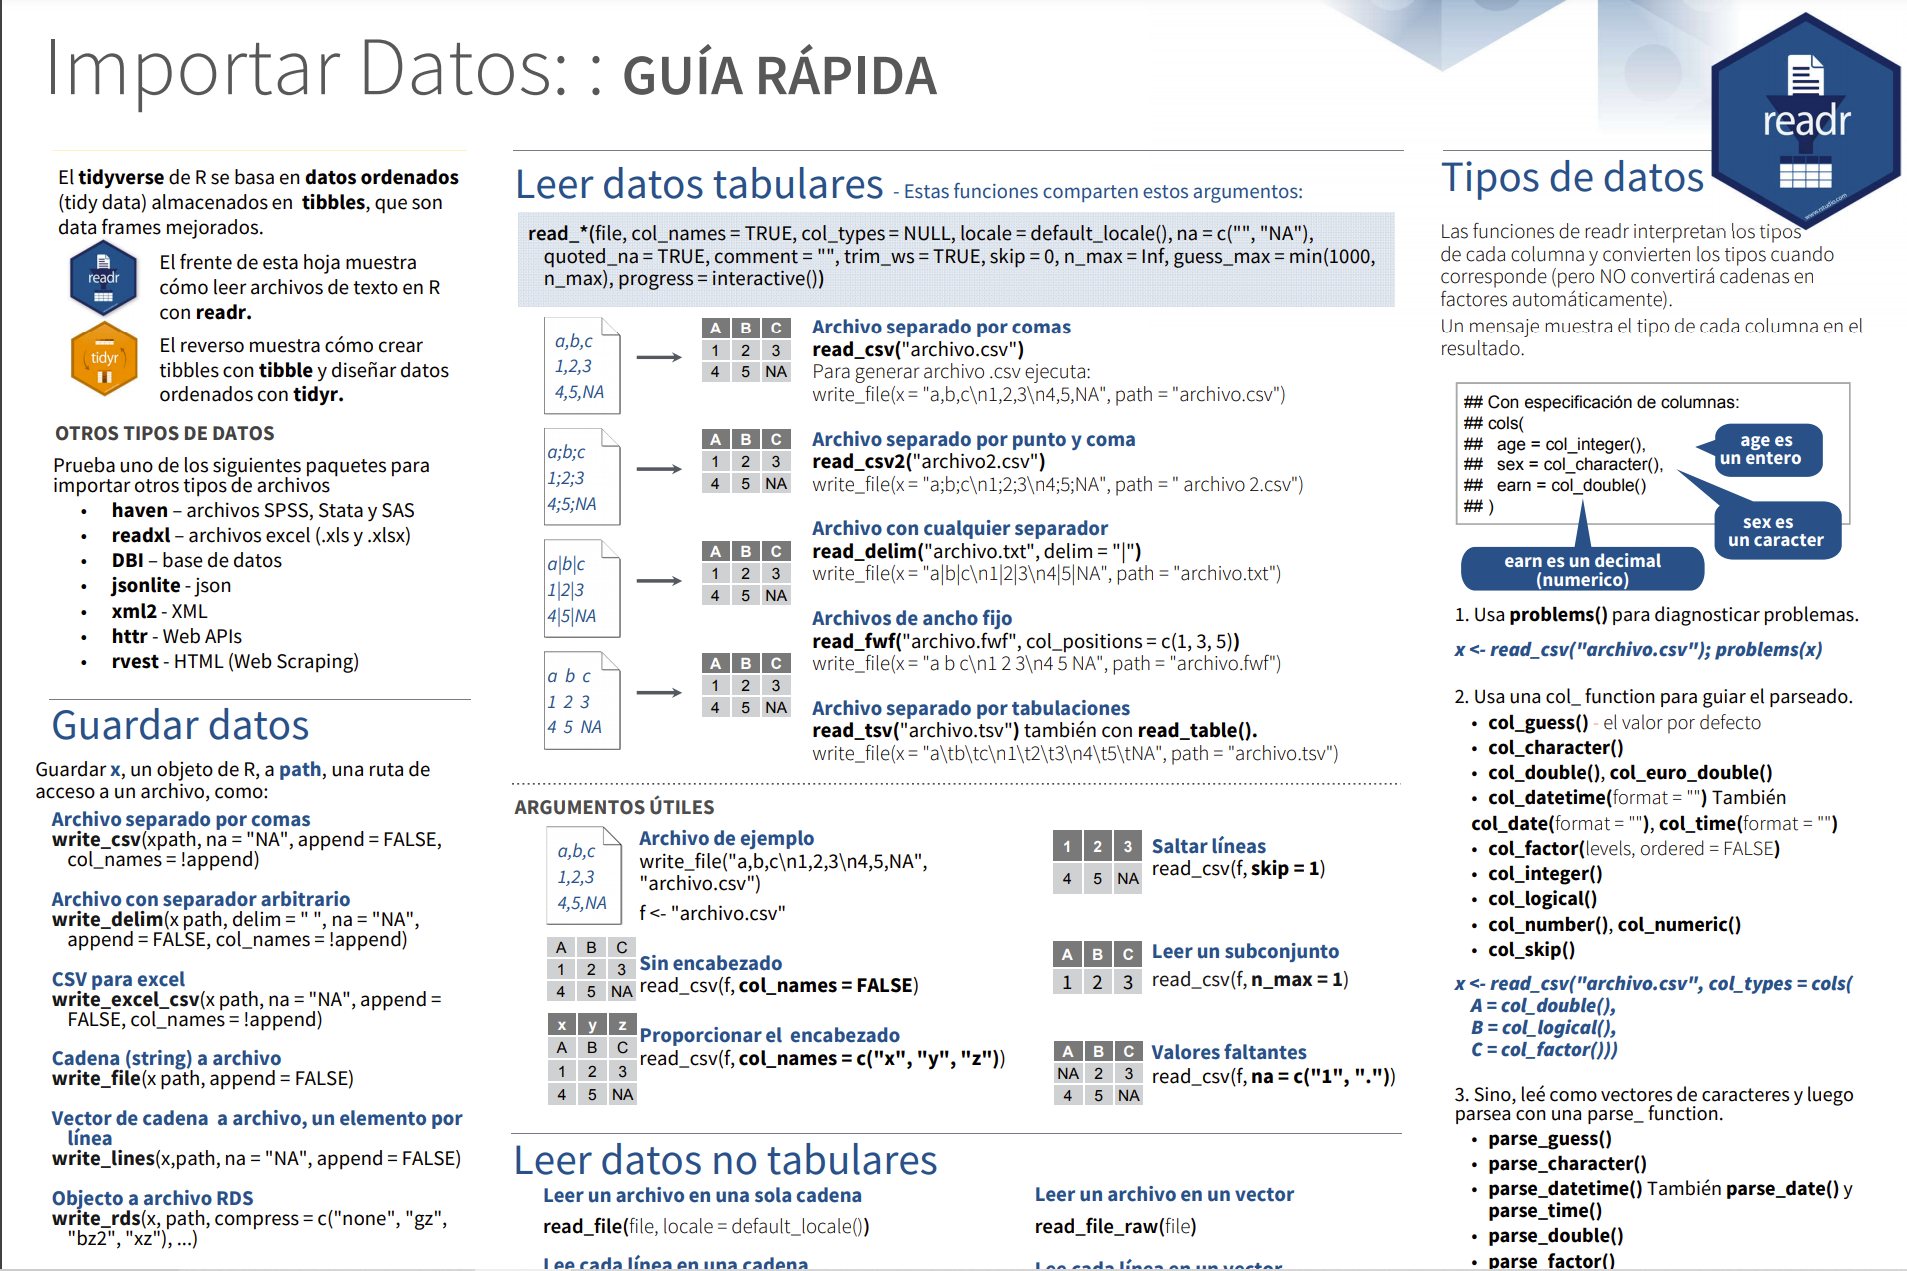 Importar Datos: : GUÍA RÁPIDA
readr
www.rstudio.com
El tidyverse de R se basa en datos ordenados
(tidy data) almacenados en tibbles, que son
data frames mejorados.
readr
El frente de esta hoja muestra
cómo leer archivos de texto en R
con readr.
tidyr
El reverso muestra cómo crear
tibbles con tibble y diseñar datos
ordenados con tidyr.
OTROS TIPOS DE DATOS
Prueba uno de los siguientes paquetes para
importar otros tipos de archivos
• haven – archivos SPSS, Stata y SAS
• readxl – archivos excel (.xls y .xlsx)
• DBI – base de datos
• jsonlite - json
• xml2 - XML
• httr - Web APIs
• rvest - HTML (Web Scraping)
Guardar datos
Guardar x, un objeto de R, a path, una ruta de
acceso a un archivo, como:
Archivo separado por comas
write_csv(xpath, na = "NA", append = FALSE,
col_names = !append)
Archivo con separador arbitrario
write_delim(x path, delim = " ", na = "NA",
append = FALSE, col_names = !append)
CSV para excel
write_excel_csv(x path, na = "NA", append =
FALSE, col_names = !append)
Cadena (string) a archivo
write_file(x path, append = FALSE)
Vector de cadena a archivo, un elemento por
línea
write_lines(x,path, na = "NA", append = FALSE)
Objecto a archivo RDS
write_rds(x, path, compress = c("none", "gz",
"bz2", "xz"), ...)
Leer datos tabulares - Estas funciones comparten estos argumentos:
read_*(file, col_names = TRUE, col_types = NULL, locale = default_locale(), na = c("", "NA"),
quoted_na = TRUE, comment = "", trim_ws = TRUE, skip = 0, n_max = Inf, guess_max = min(1000,
n_max), progress = interactive())
a,b,c
1,2,3
4,5,NA
A B C
1 2 3
4 5 NA
Archivo separado por comas
read_csv("archivo.csv")
Para generar archivo .csv ejecuta:
write_file(x = "a,b,c\n1,2,3\n4,5,NA", path = "archivo.csv")
a;b;c
1;2;3
4;5;NA
A B C
1 2 3
4 5 NA
Archivo separado por punto y coma
read_csv2("archivo2.csv")
write_file(x = "a;b;c\n1;2;3\n4;5;NA", path = " archivo 2.csv")
a|b|c
1|2|3
4|5|NA
A B C
1 2 3
4 5 NA
Archivo con cualquier separador
read_delim("archivo.txt", delim = "|")
write_file(x = "a|b|c\n1|2|3\n4|5|NA", path = "archivo.txt")
Archivos de ancho fijo
read_fwf("archivo.fwf", col_positions = c(1, 3, 5))
write_file(x = "a b c\n1 2 3\n4 5 NA", path = "archivo.fwf")
a b c
1 2 3
4 5 NA
A B C
1 2 3
4 5 NA
Archivo separado por tabulaciones
read_tsv("archivo.tsv") también con read_table().
write_file(x = "a\tb\tc\n1\t2\t3\n4\t5\tNA", path = "archivo.tsv")
ARGUMENTOS ÚTILES
a,b,c
1,2,3
4,5,NA
Archivo de ejemplo
write_file("a,b,c\n1,2,3\n4,5,NA",
"archivo.csv")
f <- "archivo.csv"
A B C
1 2 3
4 5 NA
Sin encabezado
read_csv(f, col_names = FALSE)
x y z
A B C
1 2 3
4 5 NA
Proporcionar el encabezado
read_csv(f, col_names = c("x", "y", "z"))
1 2 3
4 5 NA
Saltar líneas
read_csv(f, skip = 1)
A B C
1 2 3
Leer un subconjunto
read_csv(f, n_max = 1)
A B C
NA 2 3
4 5 NA
Valores faltantes
read_csv(f, na = c("1", "."))
Leer datos no tabulares
Leer un archivo en una sola cadena
read_file(file, locale = default_locale())
Lee cada línea en una cadena
Leer un archivo en un vector
read_file_raw(file)
Lee cada línea en un vector
Tipos de datos
Las funciones de readr interpretan los tipos
de cada columna y convierten los tipos cuando
corresponde (pero NO convertirá cadenas en
factores automáticamente).
Un mensaje muestra el tipo de cada columna en el
resultado.
## Con especificación de columnas:
## cols(
## age = col_integer(),
## sex = col_character(),
## earn = col_double()
## )
age es
un entero
sex es
un caracter
earn es un decimal
(numerico)
1. Usa problems() para diagnosticar problemas.
x <- read_csv("archivo.csv"); problems(x)
2. Usa una col_ function para guiar el parseado.
• col_guess() - el valor por defecto
• col_character()
• col_double(), col_euro_double()
• col_datetime(format = "") También
col_date(format = ""), col_time(format = "")
• col_factor(levels, ordered = FALSE)
• col_integer()
• col_logical()
• col_number(), col_numeric()
• col_skip()
x <- read_csv("archivo.csv", col_types = cols(
A = col_double(),
B = col_logical(),
C = col_factor()))
3. Sino, leé como vectores de caracteres y luego
parsea con una parse_ function.
• parse_guess()
• parse_character()
• parse_datetime() También parse_date() y
parse_time()
• parse_double()
• parse_factor()